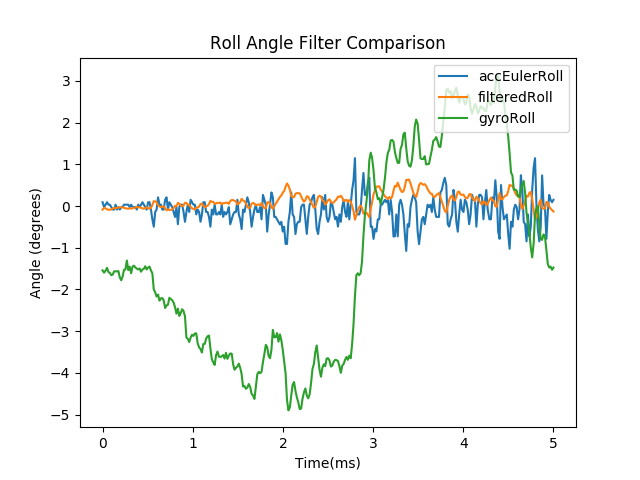 Roll Angle Filter Comparison
accEulerRoll
filteredRoll
gyroRoll
Angle (degrees)
3
2
1
0
−1
−2
−3
−4
−5
0 1 2 3 4 5
Time(ms)